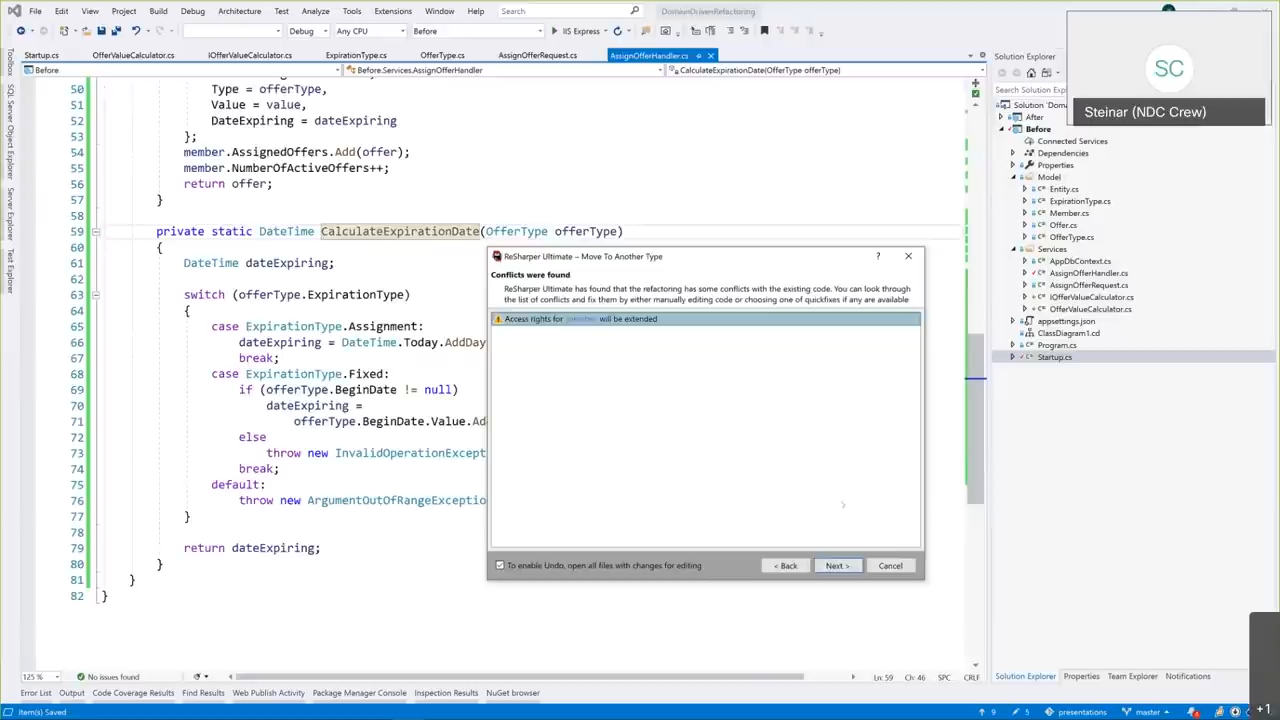 File Edit View Project Build Debug Architecture Test Analyze Tools Extensions Window Help Search DomainDrivenRefactoring
Debug Any CPU Before IIS Express
Startup.cs OfferValueCalculator.cs IOfferValueCalculator.cs ExpirationType.cs OfferType.cs AssignOfferRequest.cs AssignOfferHandler.cs
Before Before.Services.AssignOfferHandler CalculateExpirationDate(OfferType offerType)
Toolbox
SQL Server Object Explorer
Server Explorer
Test Explorer
50 Type = offerType,
51 Value = value,
52 DateExpiring = dateExpiring
53 };
54 member.AssignedOffers.Add(offer);
55 member.NumberOfActiveOffers++;
56 return offer;
57 }
58
59 private static DateTime CalculateExpirationDate(OfferType offerType)
60 {
61 DateTime dateExpiring;
62
63 switch (offerType.ExpirationType)
64 {
65 case ExpirationType.Assignment:
66 dateExpiring = DateTime.Today.AddDay
67 break;
68 case ExpirationType.Fixed:
69 if (offerType.BeginDate != null)
70 dateExpiring =
71 offerType.BeginDate.Value.Ad
72 else
73 throw new InvalidOperationExcept
74 break;
75 default:
76 throw new ArgumentOutOfRangeExceptio
77 }
78
79 return dateExpiring;
80 }
81 }
82 }
ReSharper Ultimate – Move To Another Type ?
Conflicts were found
ReSharper Ultimate has found that the refactoring has some conflicts with the existing code. You can look through
the list of conflicts and fix them by either manually editing code or choosing one of quickfixes if any are available
Access rights for will be extended
To enable Undo, open all files with changes for editing < Back Next > Cancel
Solution Explorer
Search Solution Exp
Solution 'Dom
After
Before
Connected Services
Dependencies
Properties
Model
Entity.cs
ExpirationType.cs
Member.cs
Offer.cs
OfferType.cs
Services
AppDbContext.cs
AssignOfferHandler.cs
AssignOfferRequest.cs
IOfferValueCalculator.cs
OfferValueCalculator.cs
appsettings.json
ClassDiagram1.cd
Program.cs
Startup.cs
SC
Steinar (NDC Crew)
125 % No issues found Ln: 59 Ch: 46 SPC CRLF
Solution Explorer Properties Team Explorer Notifications
Error List Output Code Coverage Results Find Results Web Publish Activity Package Manager Console Inspection Results NuGet browser
Item(s) Saved 9 5 presentations master
+1